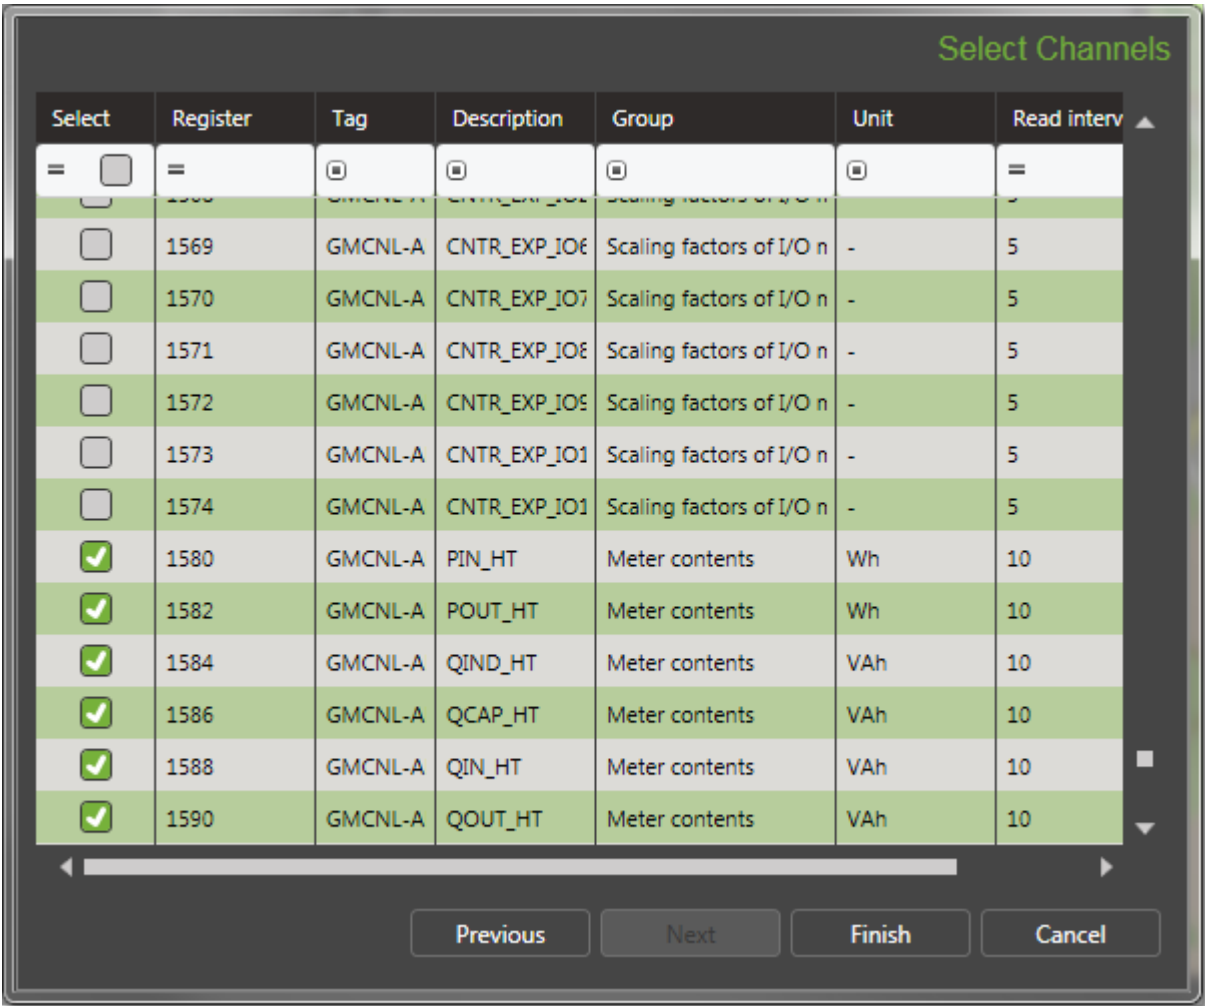 Select Channels
Select Register Tag Description Group Unit Read interv
= =  =
1569 GMCNL-A CNTR_EXP_IO6 Scaling factors of I/O n - 5
1570 GMCNL-A CNTR_EXP_IO7 Scaling factors of I/O n - 5
1571 GMCNL-A CNTR_EXP_IO8 Scaling factors of I/O n - 5
1572 GMCNL-A CNTR_EXP_IO9 Scaling factors of I/O n - 5
1573 GMCNL-A CNTR_EXP_IO1 Scaling factors of I/O n - 5
1574 GMCNL-A CNTR_EXP_IO1 Scaling factors of I/O n - 5
1580 GMCNL-A PIN_HT Meter contents Wh 10
1582 GMCNL-A POUT_HT Meter contents Wh 10
1584 GMCNL-A QIND_HT Meter contents VAh 10
1586 GMCNL-A QCAP_HT Meter contents VAh 10
1588 GMCNL-A QIN_HT Meter contents VAh 10
1590 GMCNL-A QOUT_HT Meter contents VAh 10
Previous Next Finish Cancel